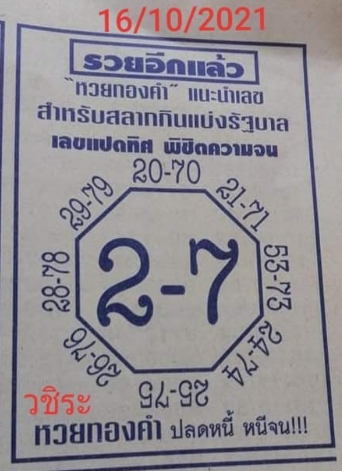 16/10/2021
รวยอีกแล้ว
"หวยทองคำ" แนะนำเลข
สำหรับสลากกินแบ่งรัฐบาล
เลขแปดทิศ พิชิตความจน
20-70
29-79
21-71
28-78
2-7
53-73
26-76
24-74
25-75
วชิระ
หวยทองคำ ปลดหนี้ หนีจน!!!